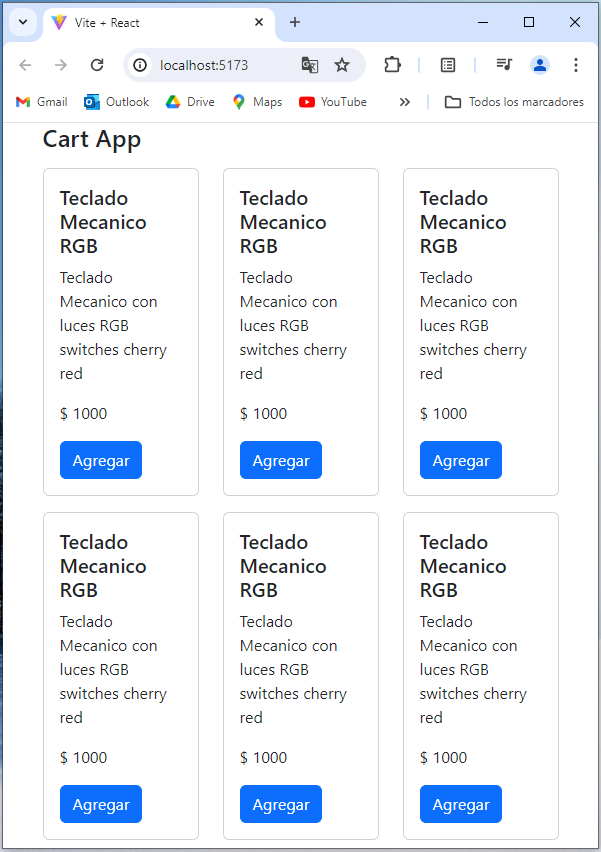 Vite + React
localhost:5173
Gmail Outlook Drive Maps YouTube Todos los marcadores
Cart App
Teclado
Mecanico
RGB
Teclado
Mecanico con
luces RGB
switches cherry
red
$ 1000
Agregar
Teclado
Mecanico
RGB
Teclado
Mecanico con
luces RGB
switches cherry
red
$ 1000
Agregar
Teclado
Mecanico
RGB
Teclado
Mecanico con
luces RGB
switches cherry
red
$ 1000
Agregar
Teclado
Mecanico
RGB
Teclado
Mecanico con
luces RGB
switches cherry
red
$ 1000
Agregar
Teclado
Mecanico
RGB
Teclado
Mecanico con
luces RGB
switches cherry
red
$ 1000
Agregar
Teclado
Mecanico
RGB
Teclado
Mecanico con
luces RGB
switches cherry
red
$ 1000
Agregar